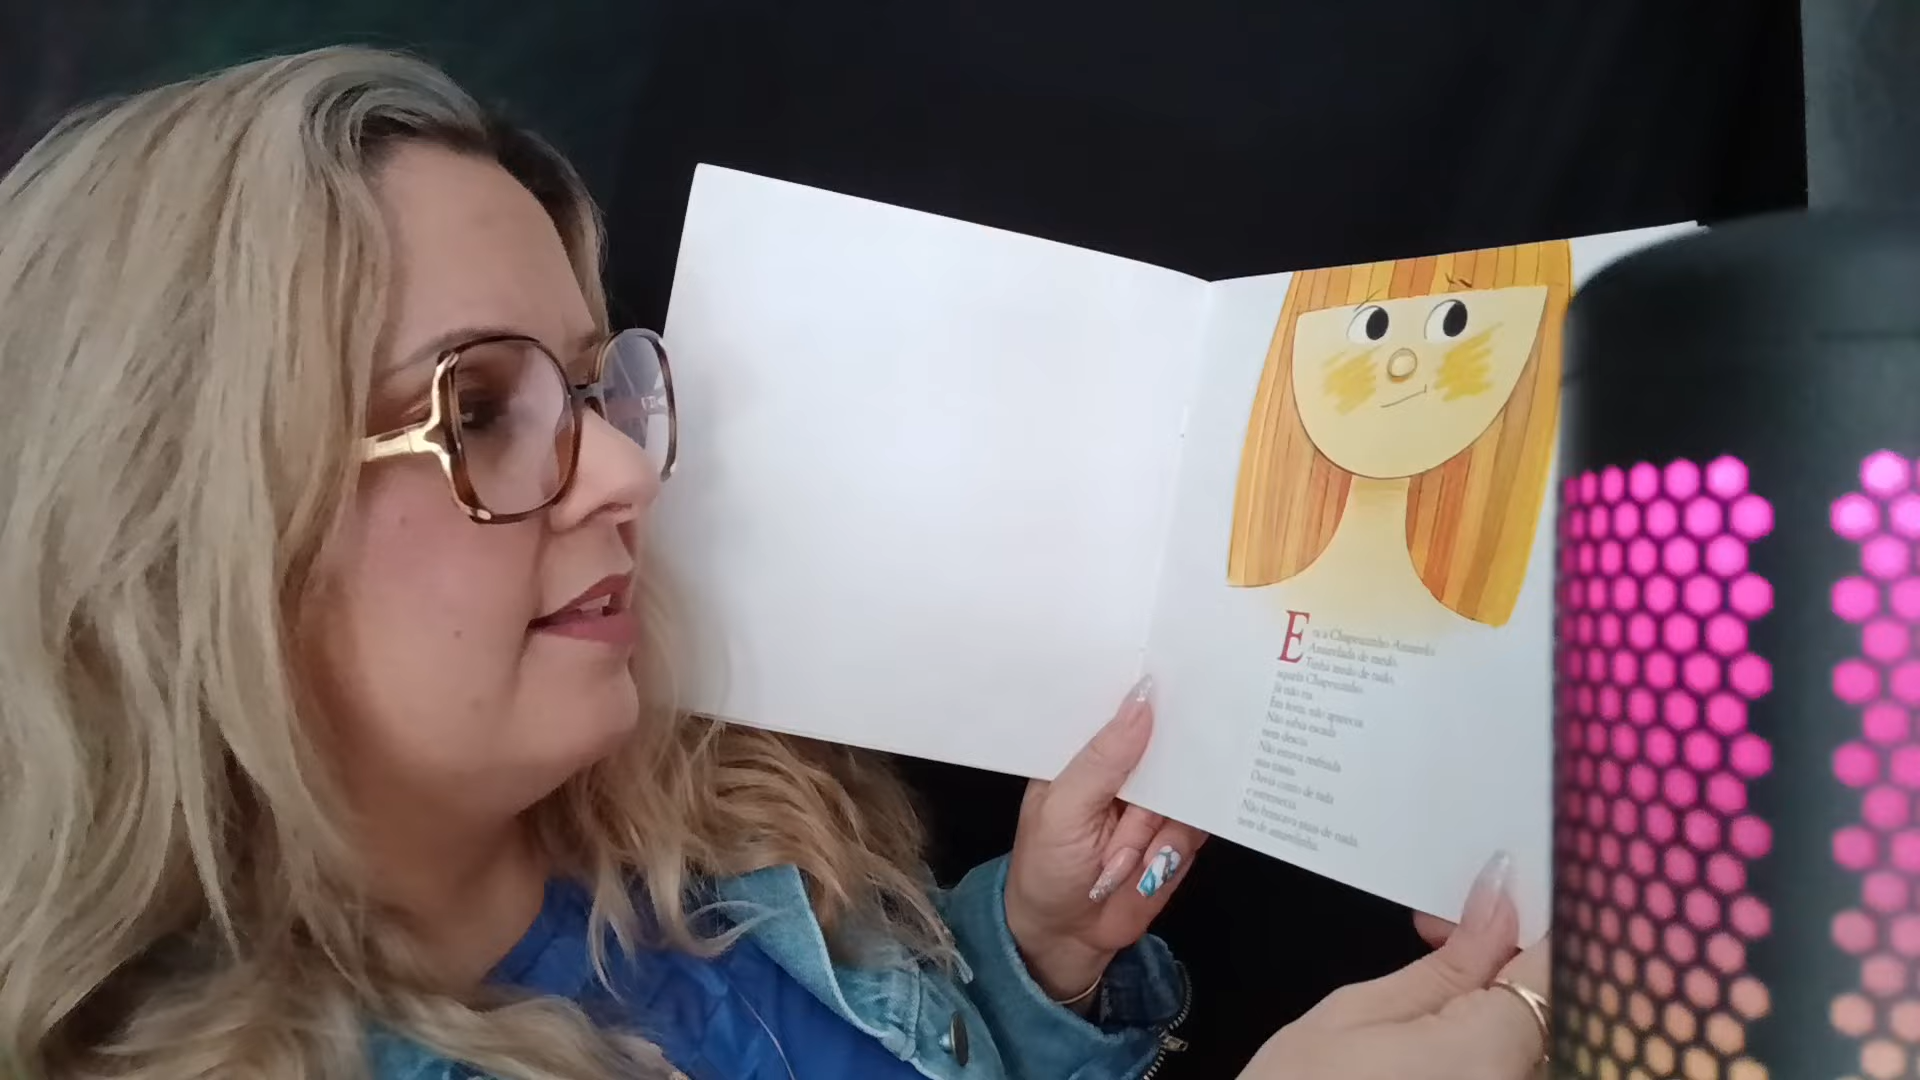 Era a Chapeuzinho Amarelo
Amarelada de medo.
Tinha medo de tudo,
aquela Chapeuzinho.
Já não ria
Em festa, não aparecia
Não subia escada
nem descia
Não estava resfriada
mas tossia
Ouvia conto de fada
e estremecia
Não brincava mais de nada,
nem de amarelinha.